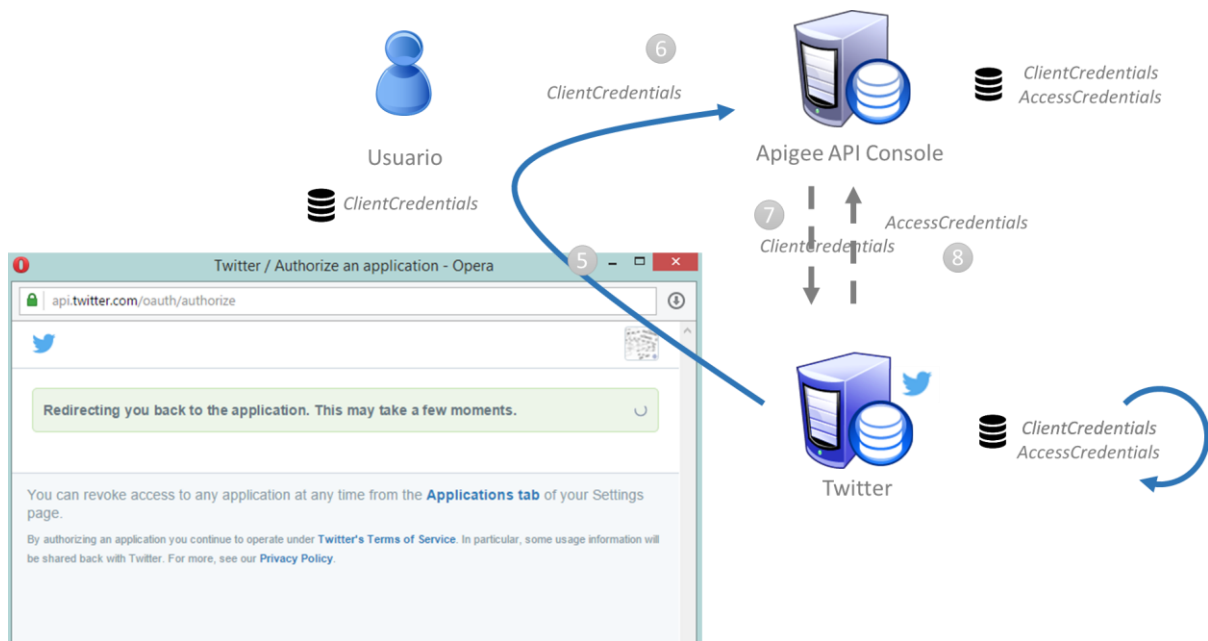 6
ClientCredentials
Usuario
ClientCredentials
ClientCredentials
AccessCredentials
Apigee API Console
7
ClientCredentials
AccessCredentials
8
5
Twitter / Authorize an application - Opera
api.twitter.com/oauth/authorize
Redirecting you back to the application. This may take a few moments.
You can revoke access to any application at any time from the Applications tab of your Settings
page.
By authorizing an application you continue to operate under Twitter's Terms of Service. In particular, some usage information will
be shared back with Twitter. For more, see our Privacy Policy.
Twitter
ClientCredentials
AccessCredentials